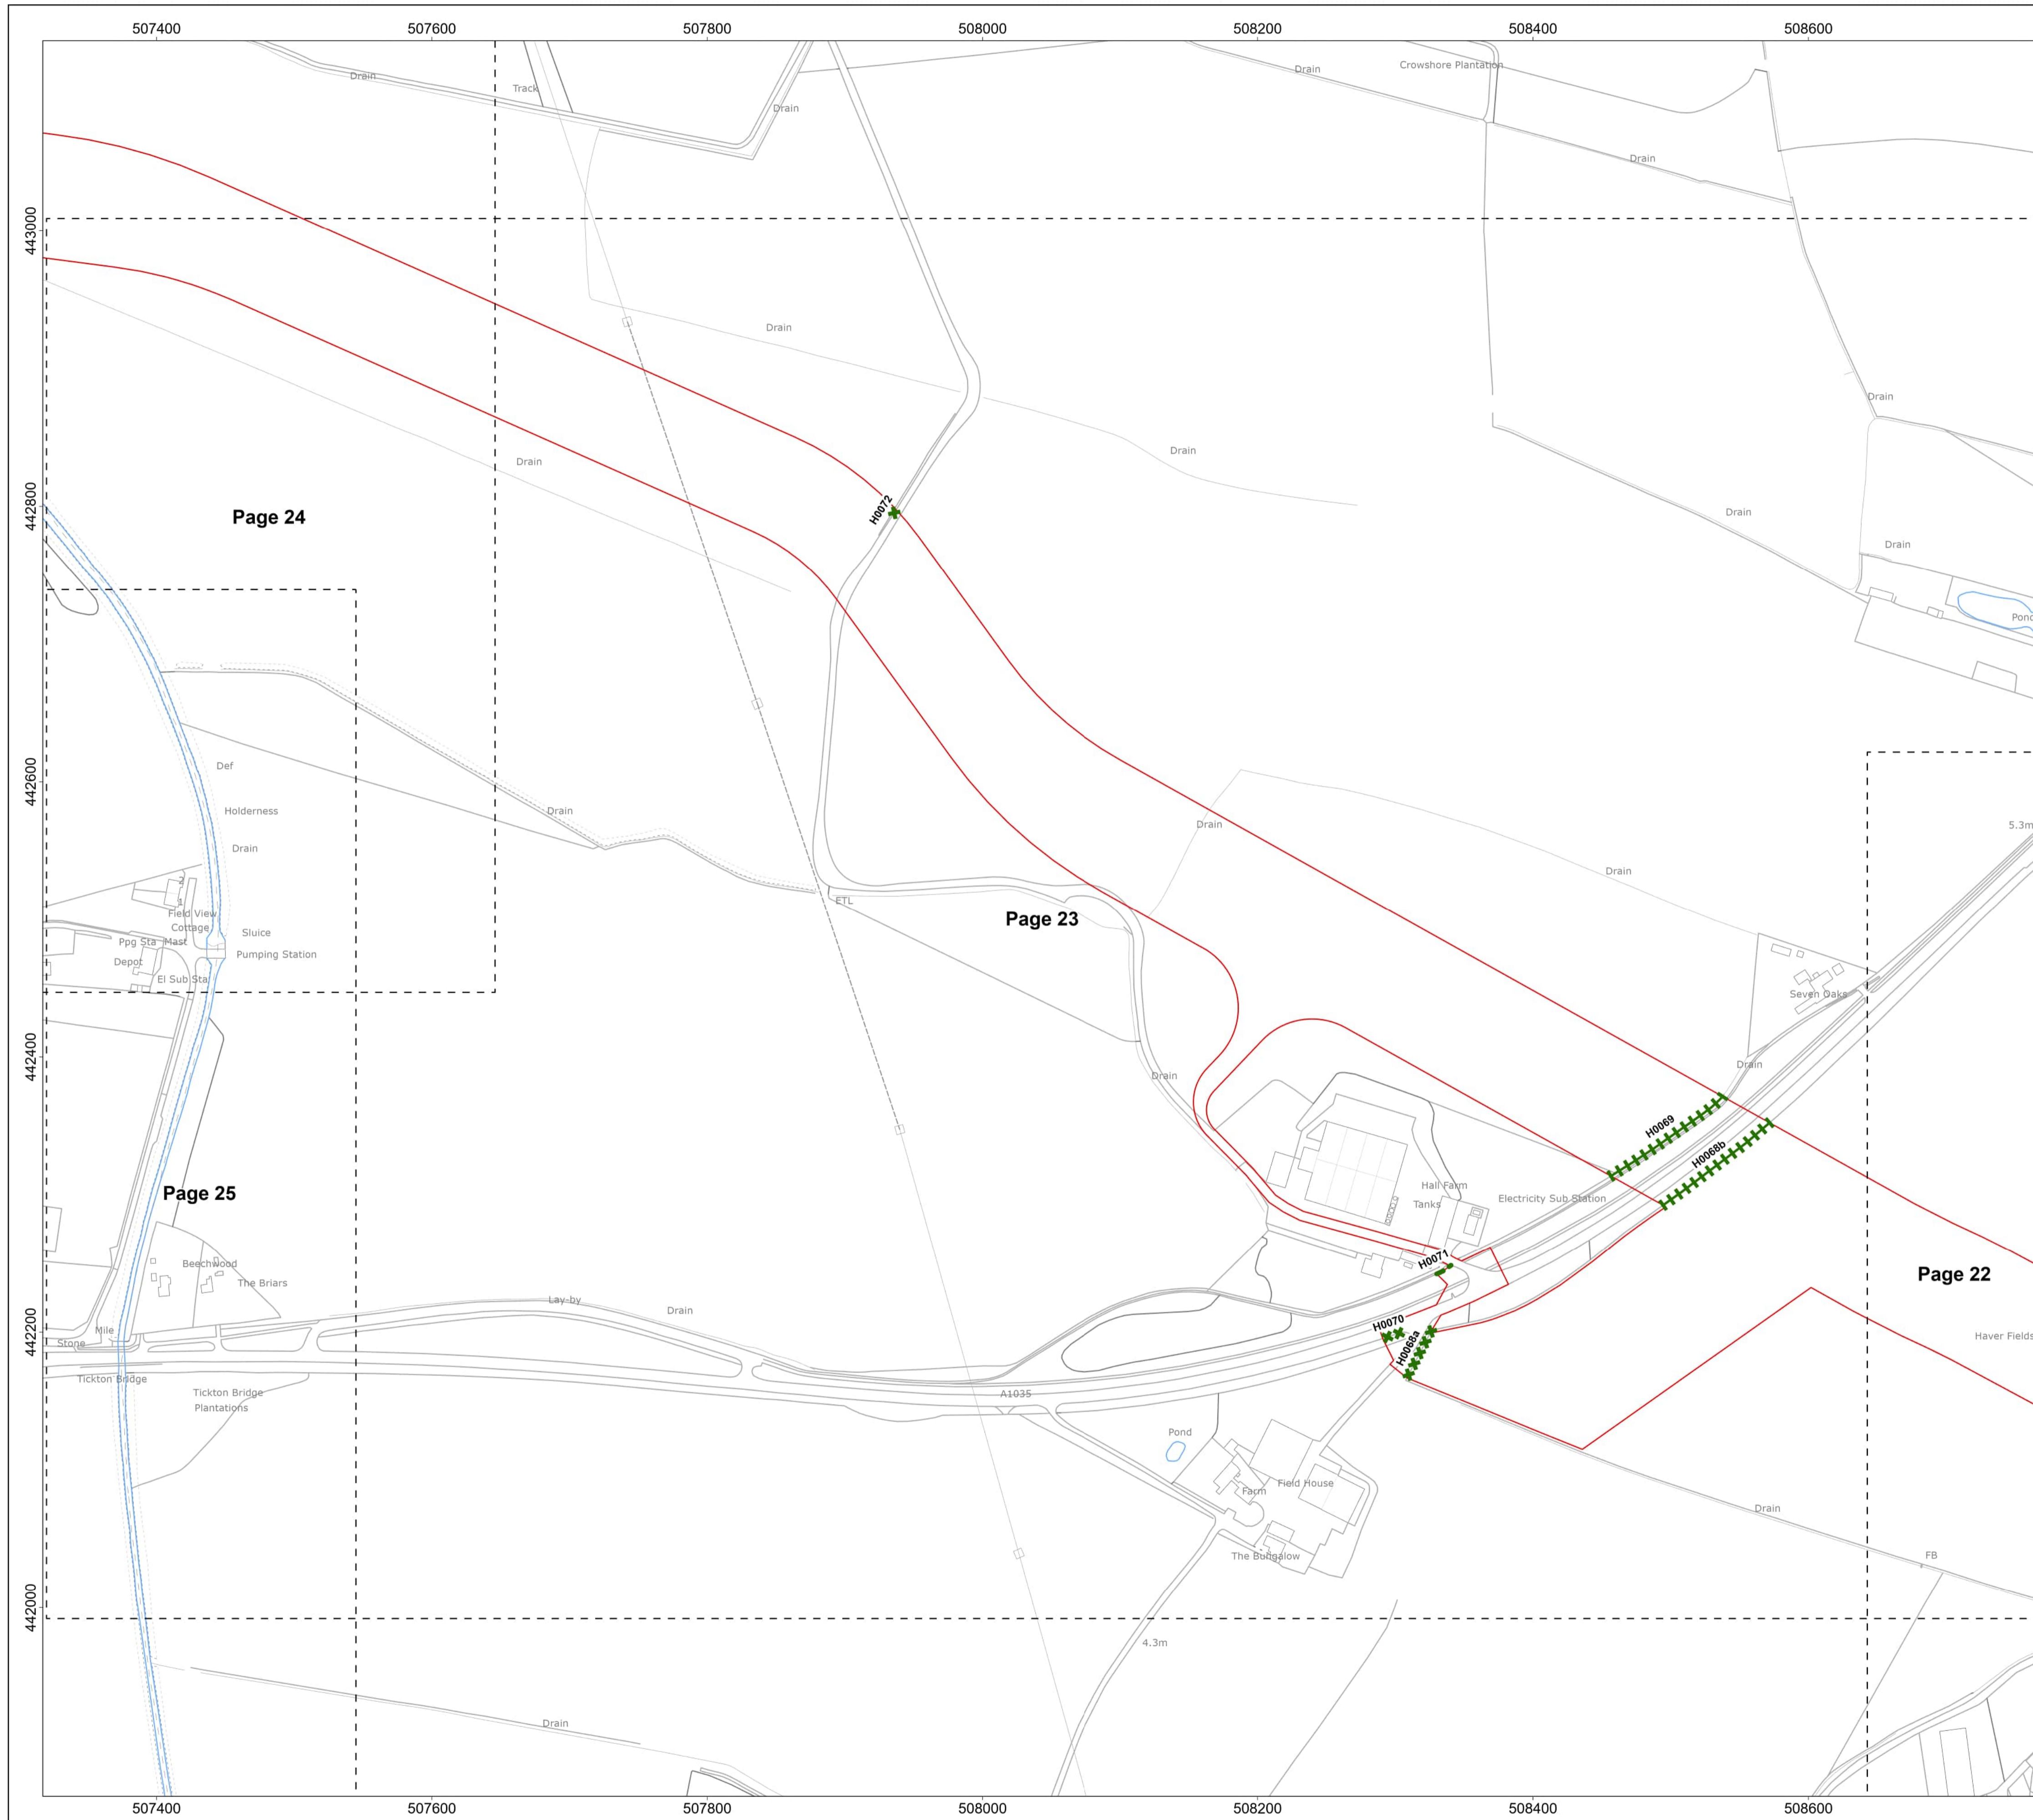 507400 507600 507800 508000 508200 508400 508600
Drain
Track
Drain
Drain
Crowshore Plantation
Drain
443000
Drain
Drain
Drain
Drain
442800
H0072
Page 24
Drain
Drain
Pond
Def
442600
Holderness
Drain
Drain
Drain
Drain
5.3m
Drain
2
1
ETL
Field View
Cottage
Page 23
Ppg Sta
Mast
Sluice
Depot
Pumping Station
El Sub Sta
Seven Oaks
442400
Drain
Drain
H0069
H0068b
Page 25
Hall Farm
Tanks
Electricity Sub Station
H0071
Beechwood
The Briars
Page 22
442200
Lay-by
Drain
Mile
Stone
H0070
H0068a
Haver Fields
Tickton Bridge
Tickton Bridge
Plantations
A1035
Pond
Field House
Farm
Drain
The Bungalow
FB
442000
4.3m
Drain
507400 507600 507800 508000 508200 508400 508600